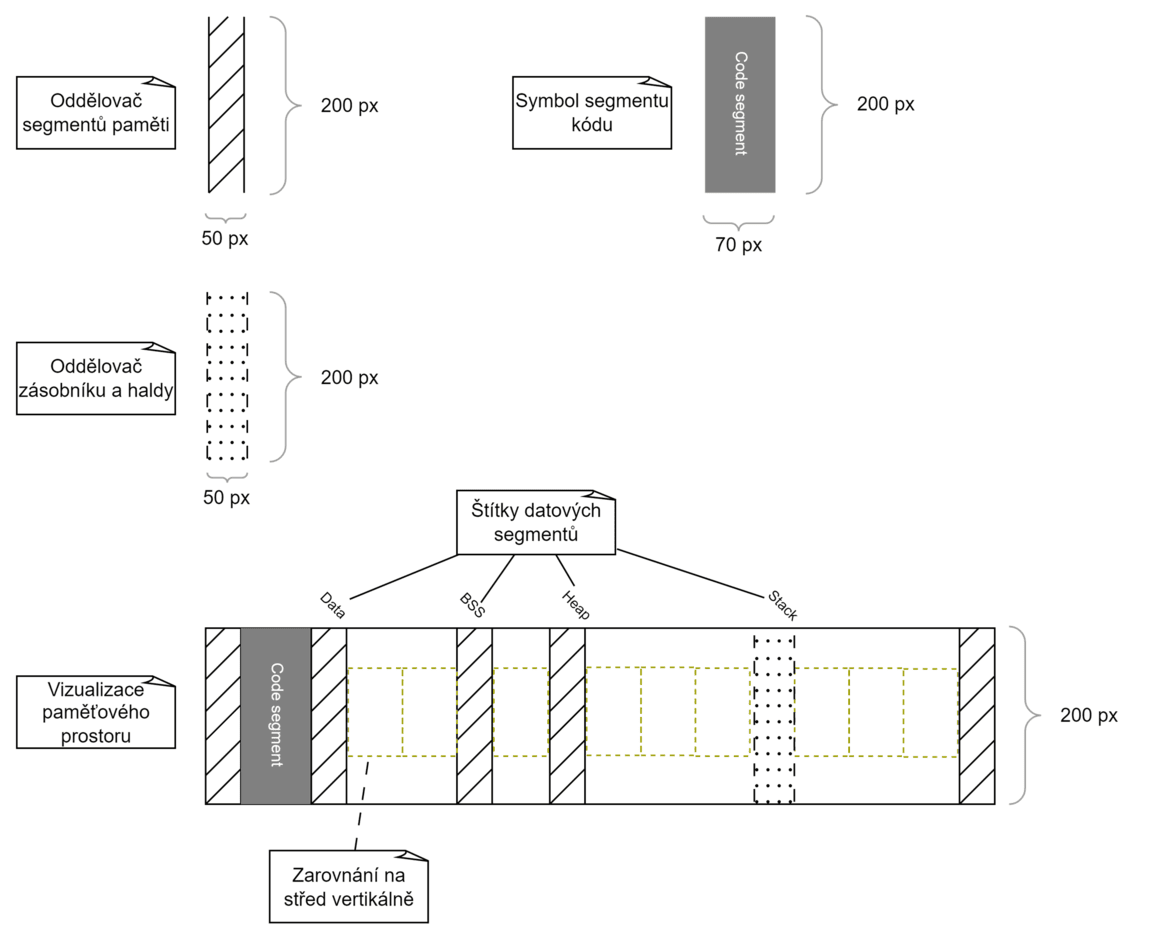 Oddělovač
segmentů paměti
200 px
50 px
Symbol segmentu
kódu
Code segment
200 px
70 px
Oddělovač
zásobníku a haldy
200 px
50 px
Štítky datových
segmentů
Data
BSS
Heap
Stack
Vizualizace
paměťového
prostoru
Code segment
200 px
Zarovnání na
střed vertikálně